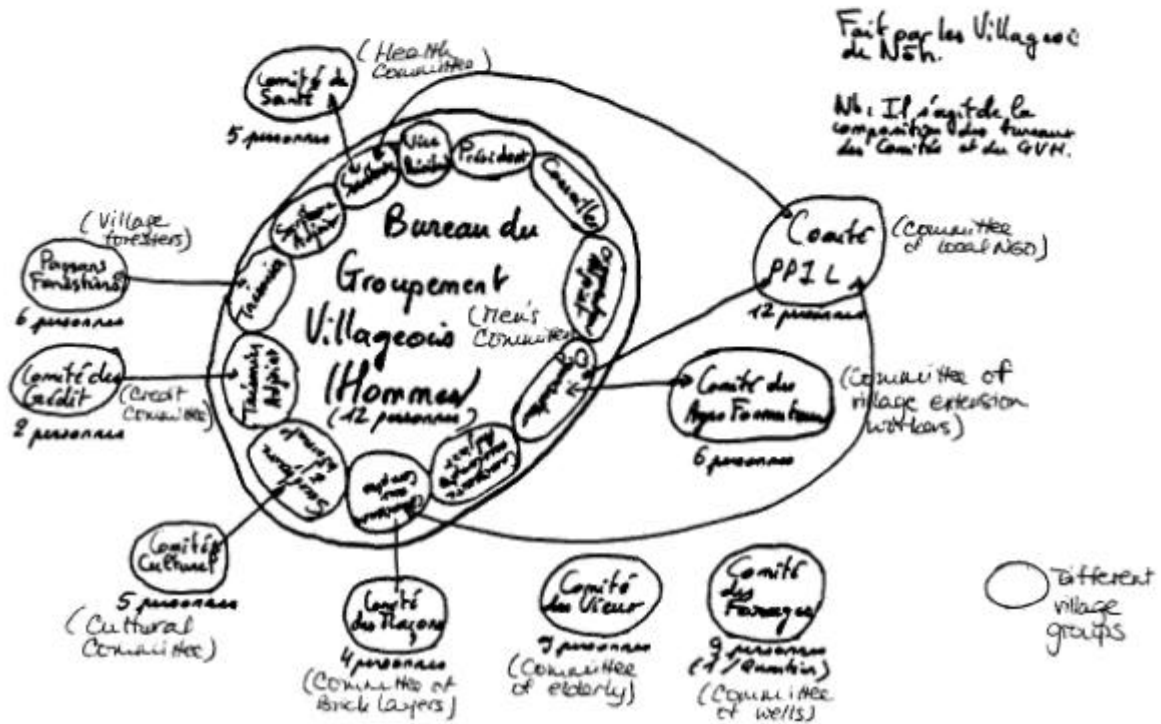 Fait par les Villageois
de N5h.
Nb: Il s'agit de la
composition des bureaux
des Comités et du GVH.
Comité de
Santé
(Health
Committee)
5 personnes
Vice
Président
Conseiller
Bureau du
Groupement
Villageois
(Hommes)
(12 personnes)
(Men's
Committee)
Trésorier
Trésorier
Adjoint
(Village
foresters)
Paysans
Forestiers
6 personnes
Comité de
Crédit
(Credit
Committee)
2 personnes
Comité
PPIL
12 personnes
(Committee
of local NGO)
Comité des
Agro Formateurs
6 personnes
(Committee of
village extension
workers)
Comité
Culturel
5 personnes
(Cultural
Committee)
Comité
des Maçons
4 personnes
(Committee of
Brick Layers)
Comité
des Vieux
personnes
(Committee
of elderly)
Comité
des
Forages
9 personnes
(Committee
of wells)
Different
village
groups